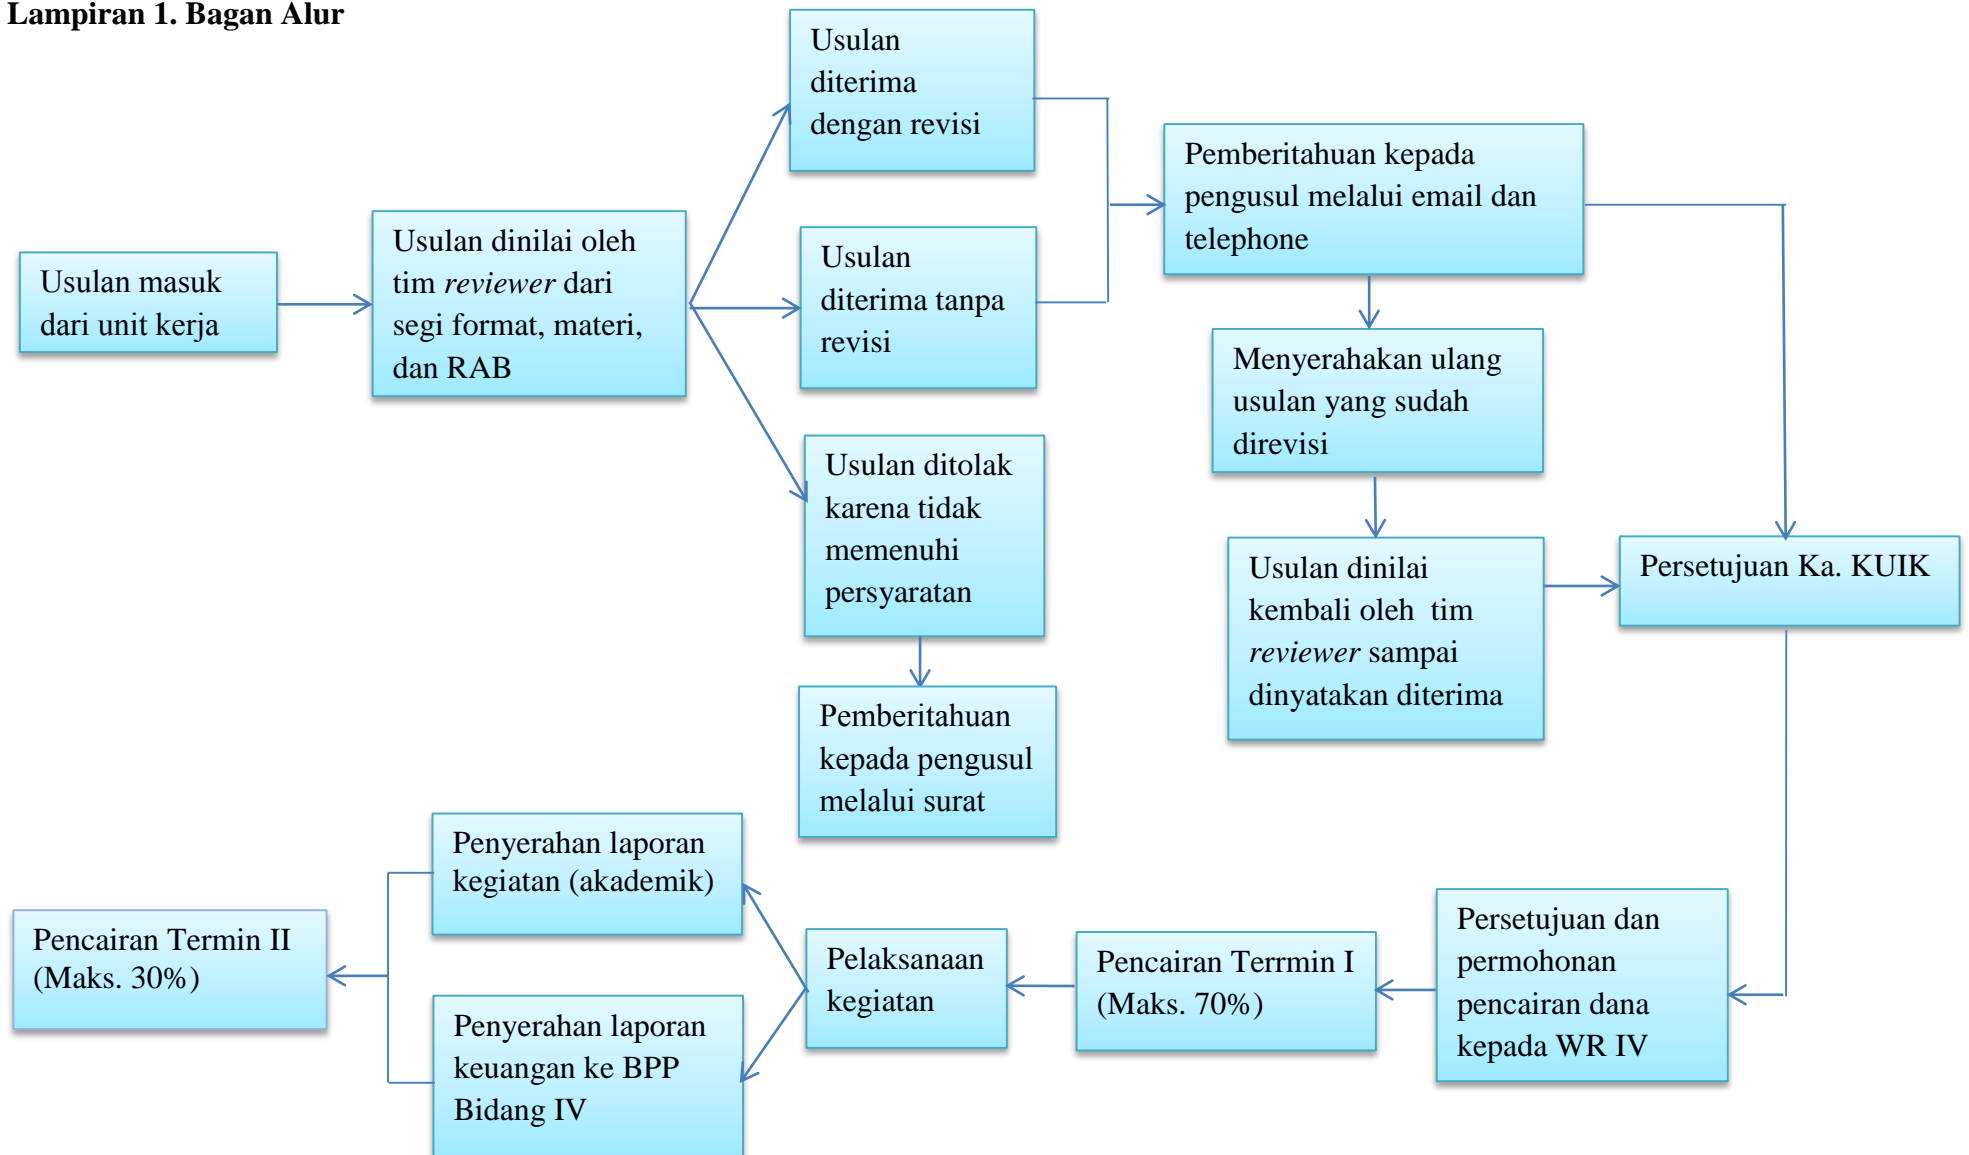 Lampiran 1. Bagan Alur
Usulan masuk
dari unit kerja
Usulan dinilai oleh
tim reviewer dari
segi format, materi,
dan RAB
Usulan
diterima
dengan revisi
Usulan
diterima tanpa
revisi
Usulan ditolak
karena tidak
memenuhi
persyaratan
Pemberitahuan
kepada pengusul
melalui surat
Pemberitahuan kepada
pengusul melalui email dan
telephone
Menyerahakan ulang
usulan yang sudah
direvisi
Usulan dinilai
kembali oleh  tim
reviewer sampai
dinyatakan diterima
Persetujuan Ka. KUIK
Persetujuan dan
permohonan
pencairan dana
kepada WR IV
Pencairan Terrmin I
(Maks. 70%)
Pelaksanaan
kegiatan
Penyerahan laporan
kegiatan (akademik)
Penyerahan laporan
keuangan ke BPP
Bidang IV
Pencairan Termin II
(Maks. 30%)